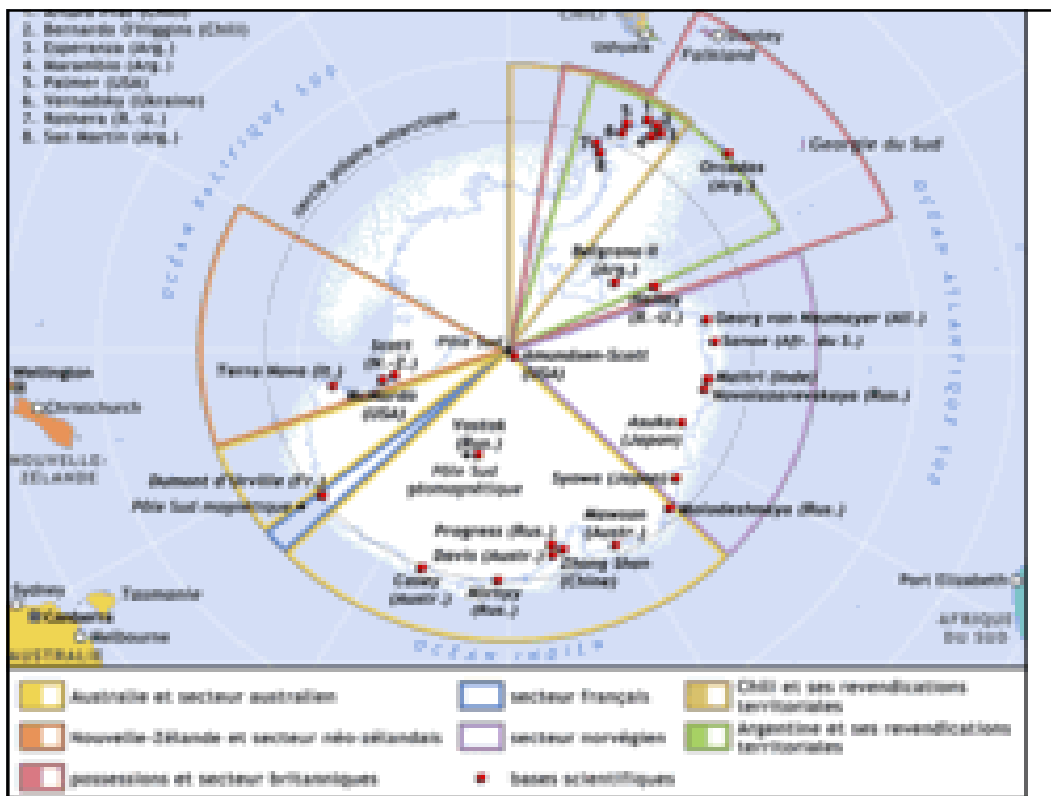 2. Bernardo O'Higgins (Chili)
3. Esperanza (Arg.)
4. Marambio (Arg.)
5. Palmer (USA)
6. Vernadsky (Ukraine)
7. Rothera (R.-U.)
8. San Martin (Arg.)
CHILI
Ushuaia
Stanley
Falkland
OCÉAN PACIFIQUE SUD
cercle polaire antarctique
Géorgie du Sud
Orcadas
(Arg.)
OCÉAN ATLANTIQUE SUD
Belgrano II
(Arg.)
Halley
(R.-U.)
Georg von Neumayer (All.)
Sanae (Afr. du S.)
Maitri (Inde)
Novolazarevskaya (Rus.)
Pôle Sud
Amundsen-Scott
(USA)
Scott
(N.-Z.)
Terra Nova (It.)
McMurdo
(USA)
Wellington
Christchurch
NOUVELLE-
ZÉLANDE
Vostok
(Rus.)
Pôle Sud
géomagnétique
Asuka
(Japon)
Syowa (Japon)
Dumont d'Urville (Fr.)
Pôle Sud magnétique
Molodeshnaya (Rus.)
Mawson
(Austr.)
Progress (Rus.)
Davis (Austr.)
Zhong Shan
(Chine)
Casey
(Austr.)
Mirhyy
(Rus.)
Port Elizabeth
AFRIQUE
DU SUD
Sydney
Tasmanie
Canberra
Melbourne
AUSTRALIE
OCÉAN INDIEN
Australie et secteur australien
secteur français
Chili et ses revendications
territoriales
Nouvelle-Zélande et secteur néo-zélandais
secteur norvégien
Argentine et ses revendications
territoriales
possessions et secteur britanniques
bases scientifiques